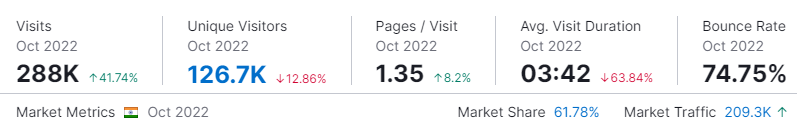 Visits
Oct 2022
288K ↑41.74%
Unique Visitors
Oct 2022
126.7K ↓12.86%
Pages / Visit
Oct 2022
1.35 ↑8.2%
Avg. Visit Duration
Oct 2022
03:42 ↓63.84%
Bounce Rate
Oct 2022
74.75%
Market Metrics Oct 2022 Market Share 61.78% Market Traffic 209.3K ↑